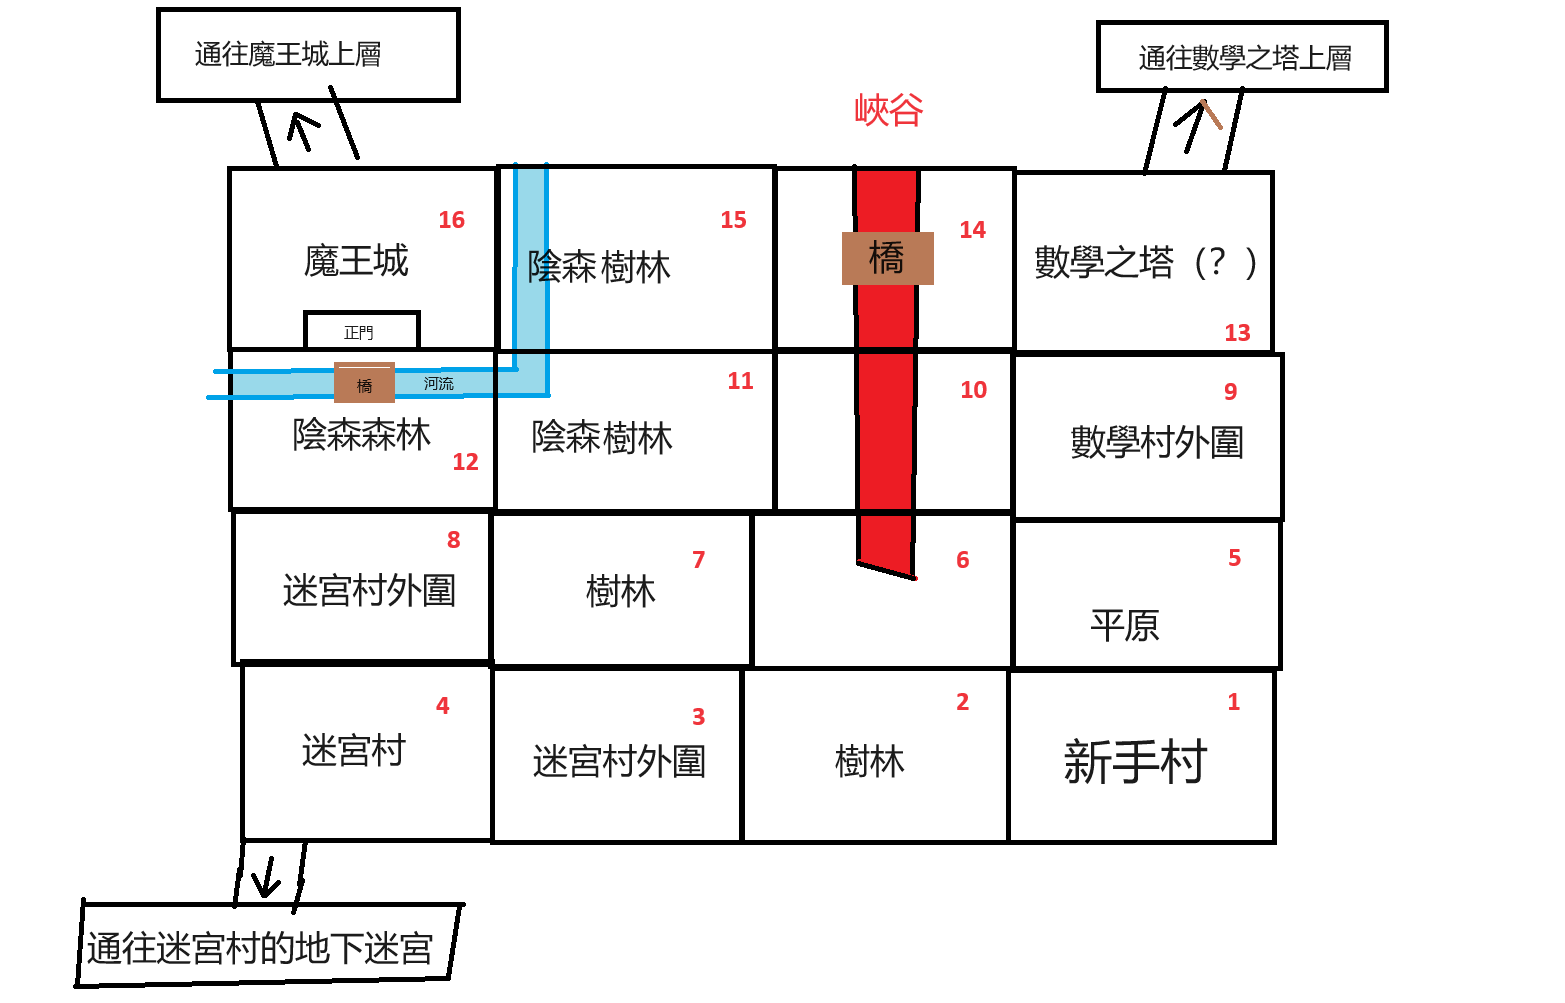 通往魔王城上層
通往數學之塔上層
峽谷
16
魔王城
正門
15
陰森樹林
14
橋
數學之塔（？）
13
橋
河流
陰森森林
12
11
陰森樹林
10
9
數學村外圍
8
迷宮村外圍
7
樹林
6
5
平原
4
迷宮村
3
迷宮村外圍
2
樹林
1
新手村
通往迷宮村的地下迷宮